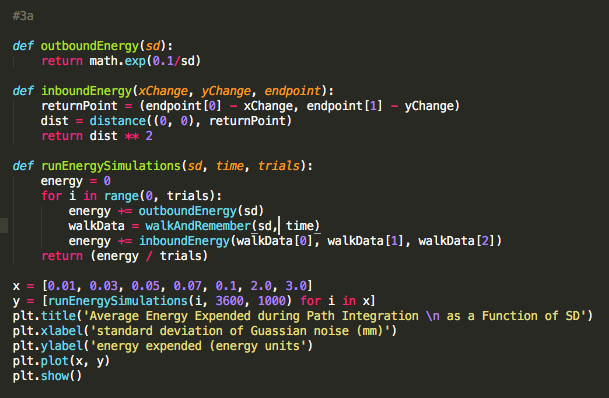 #3a
def outboundEnergy(sd):
    return math.exp(0.1/sd)
def inboundEnergy(xChange, yChange, endpoint):
    returnPoint = (endpoint[0] - xChange, endpoint[1] - yChange)
    dist = distance((0, 0), returnPoint)
    return dist ** 2
def runEnergySimulations(sd, time, trials):
    energy = 0
    for i in range(0, trials):
        energy += outboundEnergy(sd)
        walkData = walkAndRemember(sd, time)
        energy += inboundEnergy(walkData[0], walkData[1], walkData[2])
    return (energy / trials)
x = [0.01, 0.03, 0.05, 0.07, 0.1, 2.0, 3.0]
y = [runEnergySimulations(i, 3600, 1000) for i in x]
plt.title('Average Energy Expended during Path Integration \n as a Function of SD')
plt.xlabel('standard deviation of Guassian noise (mm)')
plt.ylabel('energy expended (energy units')
plt.plot(x, y)
plt.show()